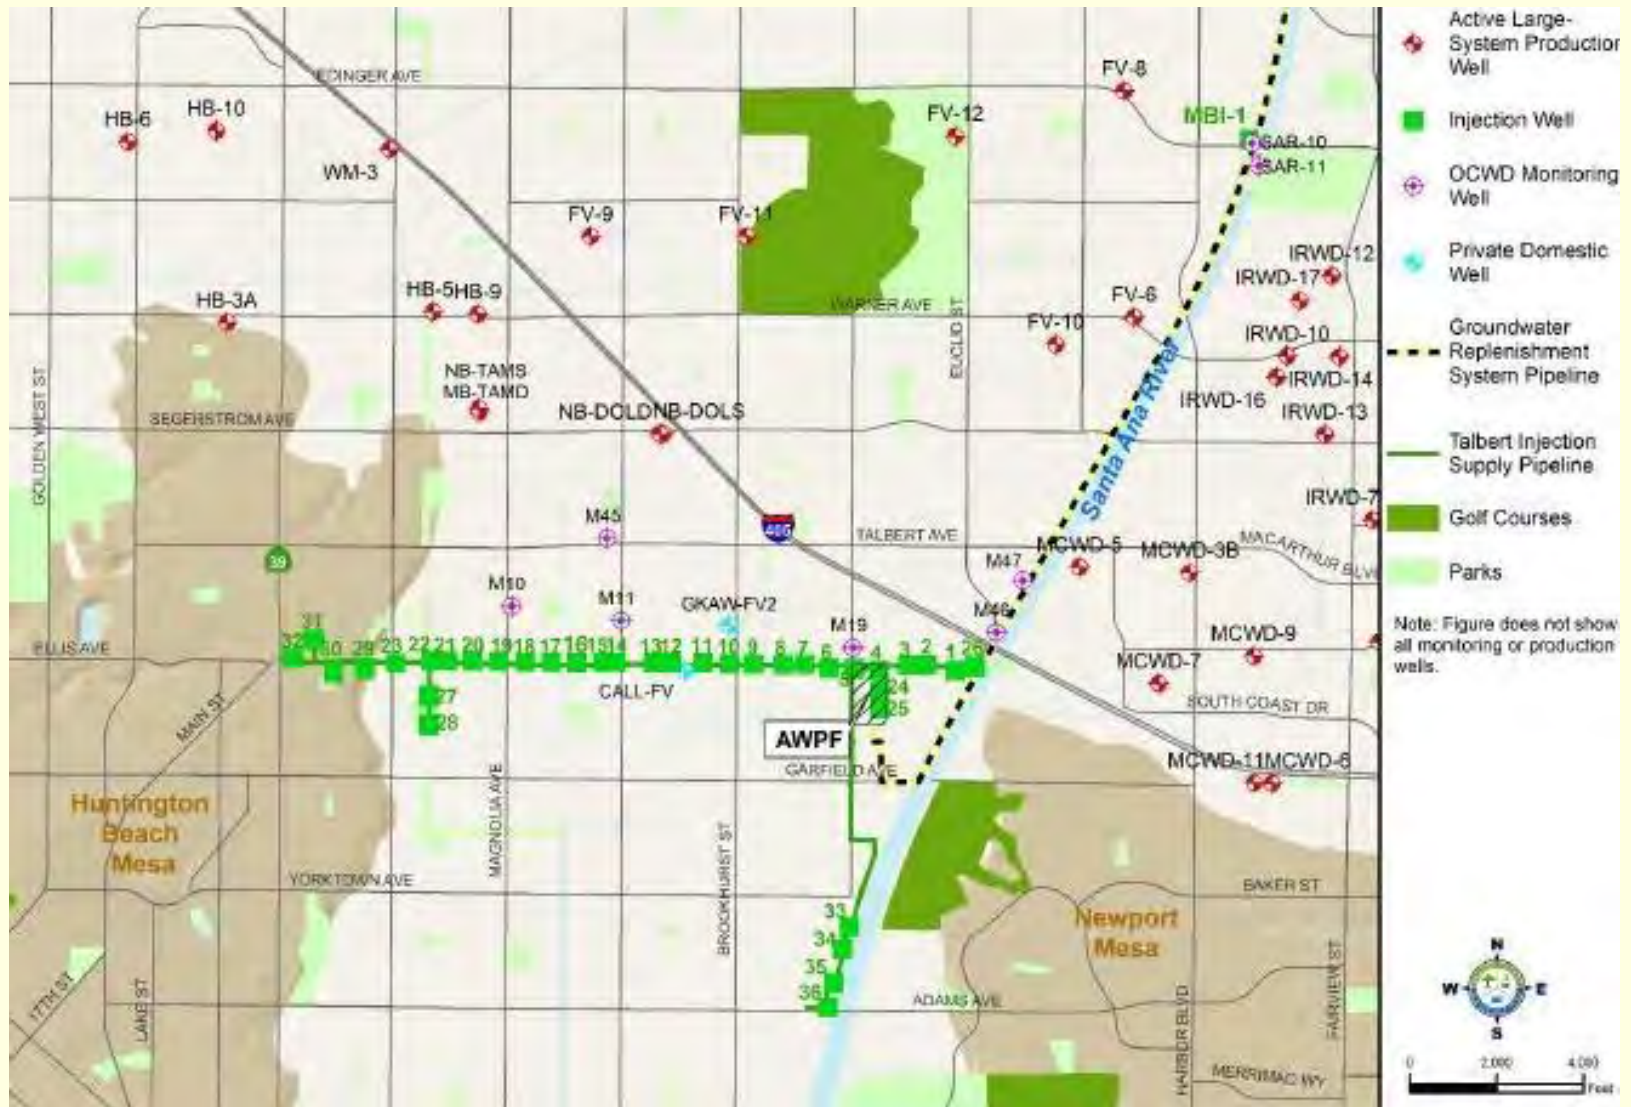 EDINGER AVE
HB-6
HB-10
WM-3
FV-8
FV-12
MBI-1
SAR-10
SAR-11
FV-9
FV-11
IRWD-12
IRWD-17
HB-3A
HB-5
HB-9
WARNER AVE
EUCLID ST
FV-6
FV-10
IRWD-10
IRWD-14
IRWD-16
IRWD-13
GOLDEN WEST ST
NB-TAMS
MB-TAMD
SEGERSTROM AVE
NB-DOLD
NB-DOLS
Santa Ana River
IRWD-7
M45
405
TALBERT AVE
MCWD-5
MCWD-3B
MACARTHUR BLV
39
M47
M10
M11
GKAW-FV2
M19
M46
MCWD-9
MCWD-7
ELLIS AVE
32
31
30
29
23
22
21
20
19
18
17
16
15
14
13
12
11
10
9
8
7
6
5
4
3
2
1
26
24
25
27
28
CALL-FV
MAIN ST
SOUTH COAST DR
AWPF
GARFIELD AVE
MCWD-11
MCWD-6
MAGNOLIA AVE
Huntington
Beach
Mesa
BROOKHURST ST
YORKTOWN AVE
BAKER ST
33
34
35
36
Newport
Mesa
17TH ST
LAKE ST
ADAMS AVE
HARBOR BLVD
FAIRVIEW ST
MERRIMAC WY
Active Large-
System Production
Well
Injection Well
OCWD Monitoring
Well
Private Domestic
Well
Groundwater
Replenishment
System Pipeline
Talbert Injection
Supply Pipeline
Golf Courses
Parks
Note: Figure does not show
all monitoring or production
wells.
N
W
E
S
0
2,000
4,000
Feet